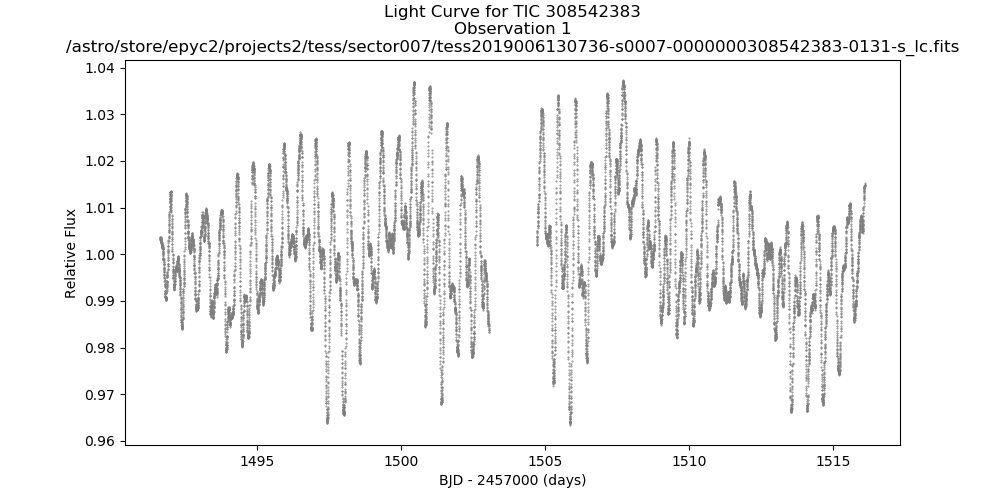 Light Curve for TIC 308542383
Observation 1
/astro/store/epyc2/projects2/tess/sector007/tess2019006130736-s0007-0000000308542383-0131-s_lc.fits
1.04
1.03
1.02
1.01
1.00
0.99
0.98
0.97
0.96
Relative Flux
1495
1500
1505
1510
1515
BJD - 2457000 (days)